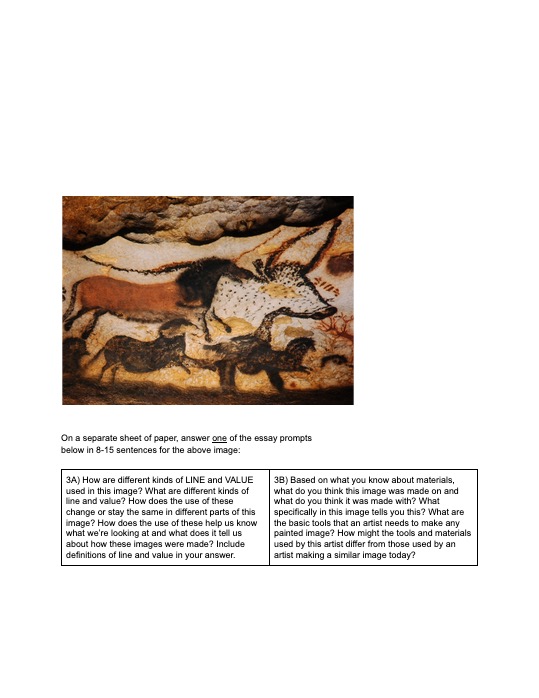 On a separate sheet of paper, answer one of the essay prompts
below in 8-15 sentences for the above image:
3A) How are different kinds of LINE and VALUE
used in this image? What are different kinds of
line and value? How does the use of these
change or stay the same in different parts of this
image? How does the use of these help us know
what we're looking at and what does it tell us
about how these images were made? Include
definitions of line and value in your answer.
3B) Based on what you know about materials,
what do you think this image was made on and
what do you think it was made with? What
specifically in this image tells you this? What are
the basic tools that an artist needs to make any
painted image? How might the tools and materials
used by this artist differ from those used by an
artist making a similar image today?